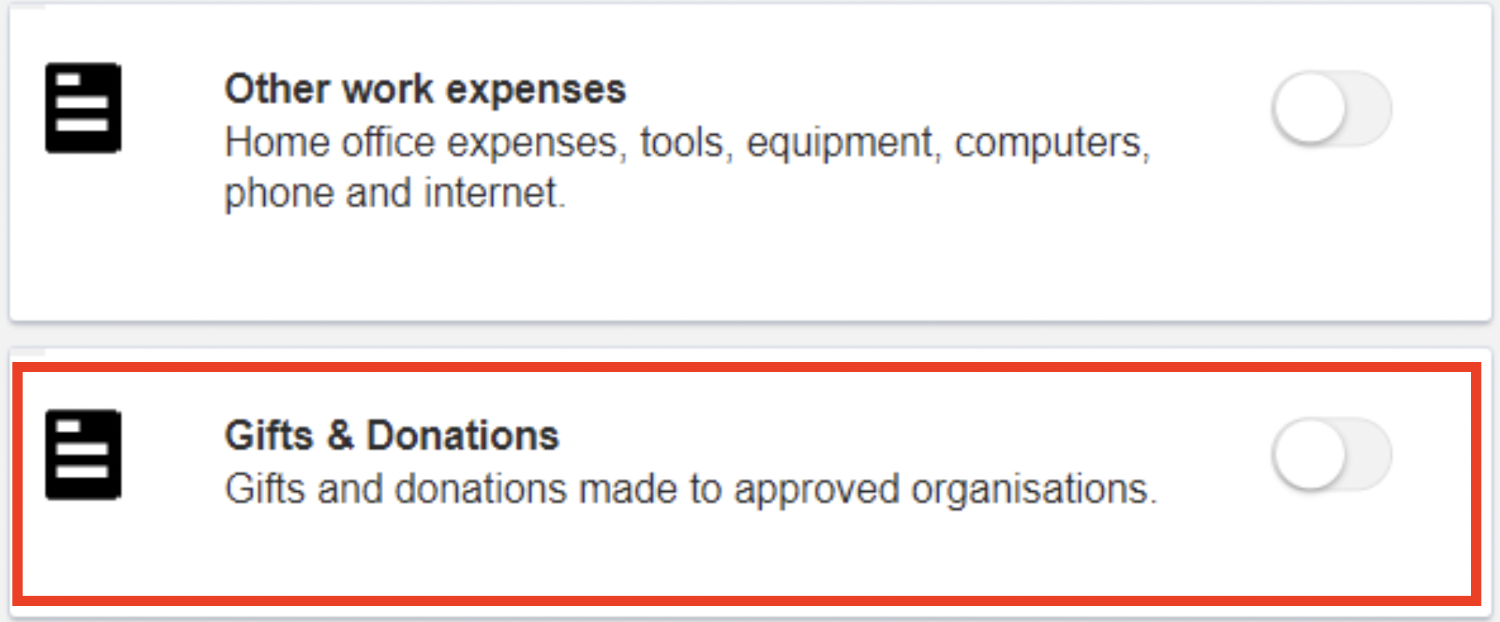 Other work expenses
Home office expenses, tools, equipment, computers,
phone and internet.
Gifts & Donations
Gifts and donations made to approved organisations.